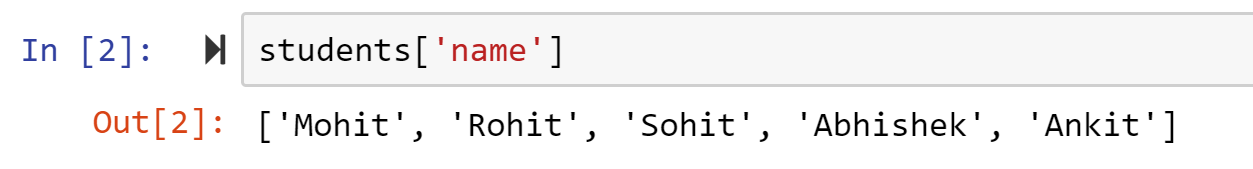 In [2]: students['name']
Out[2]: ['Mohit', 'Rohit', 'Sohit', 'Abhishek', 'Ankit']